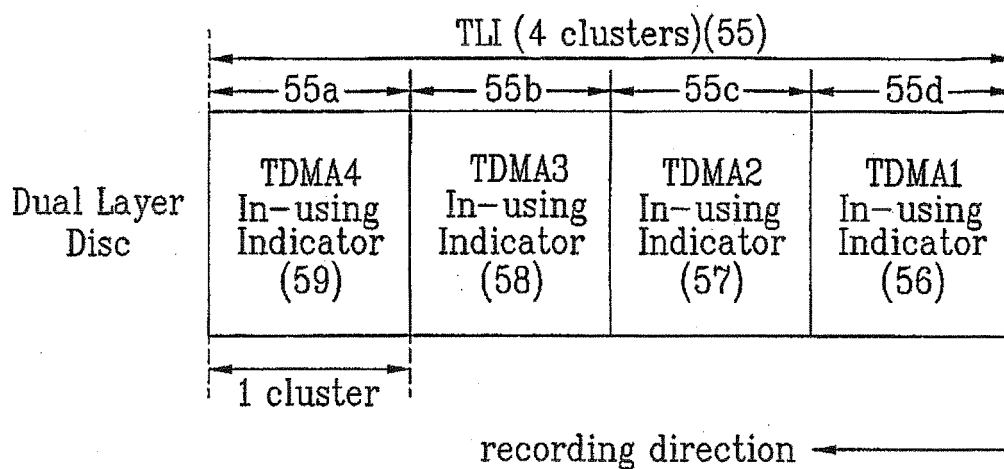 TLI (4 clusters)(55)
55a 55b 55c 55d
Dual Layer
Disc
TDMA4
In-using
Indicator
(59)
TDMA3
In-using
Indicator
(58)
TDMA2
In-using
Indicator
(57)
TDMA1
In-using
Indicator
(56)
1 cluster
recording direction